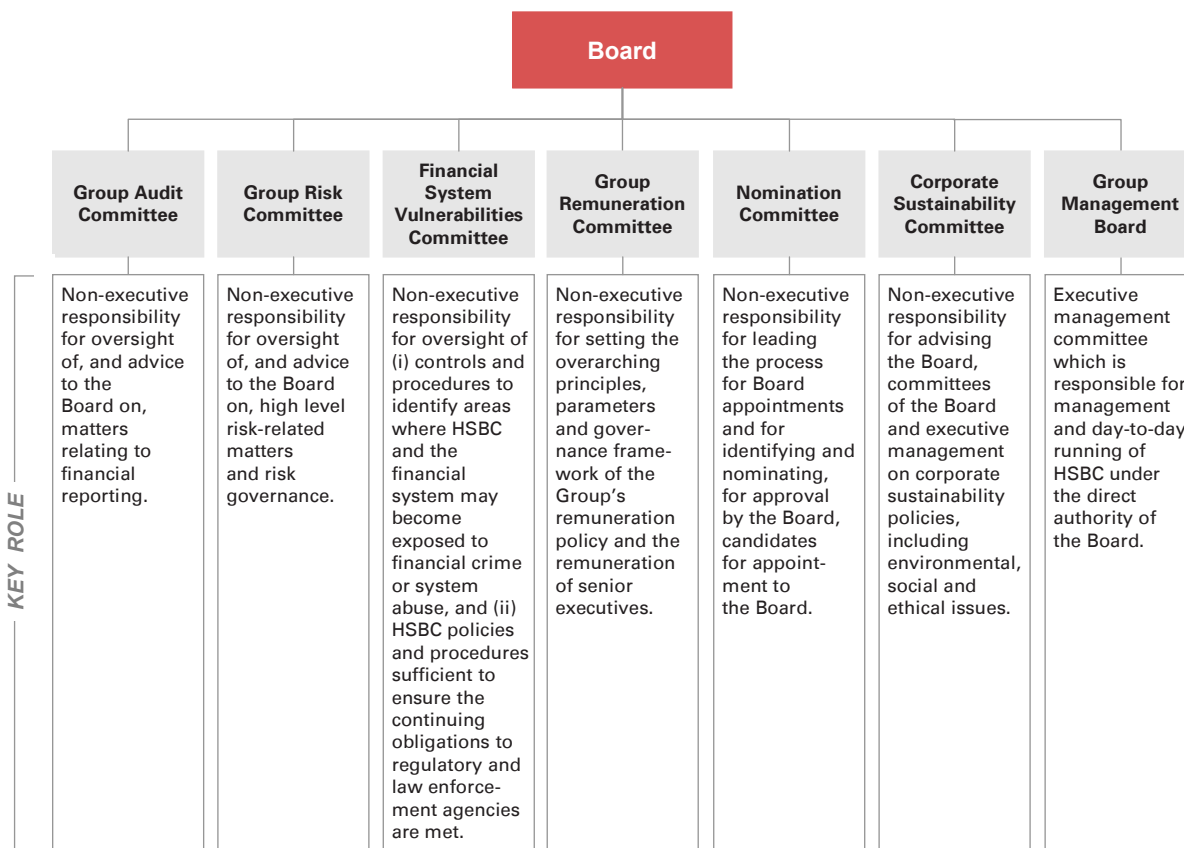 Board
Group Audit
Committee
Group Risk
Committee
Financial
System
Vulnerabilities
Committee
Group
Remuneration
Committee
Nomination
Committee
Corporate
Sustainability
Committee
Group
Management
Board
KEY ROLE
Non-executive
responsibility
for oversight
of, and advice
to the
Board on,
matters
relating to
financial
reporting.
Non-executive
responsibility
for oversight
of, and advice
to the Board
on, high level
risk-related
matters
and risk
governance.
Non-executive
responsibility
for oversight of
(i) controls and
procedures to
identify areas
where HSBC
and the
financial
system may
become
exposed to
financial crime
or system
abuse, and (ii)
HSBC policies
and procedures
sufficient to
ensure the
continuing
obligations to
regulatory and
law enforce-
ment agencies
are met.
Non-executive
responsibility
for setting the
overarching
principles,
parameters
and gover-
nance frame-
work of the
Group's
remuneration
policy and the
remuneration
of senior
executives.
Non-executive
responsibility
for leading
the process
for Board
appointments
and for
identifying and
nominating,
for approval
by the Board,
candidates
for appoint-
ment to
the Board.
Non-executive
responsibility
for advising
the Board,
committees
of the Board
and executive
management
on corporate
sustainability
policies,
including
environmental,
social and
ethical issues.
Executive
management
committee
which is
responsible for
management
and day-to-day
running of
HSBC under
the direct
authority of
the Board.